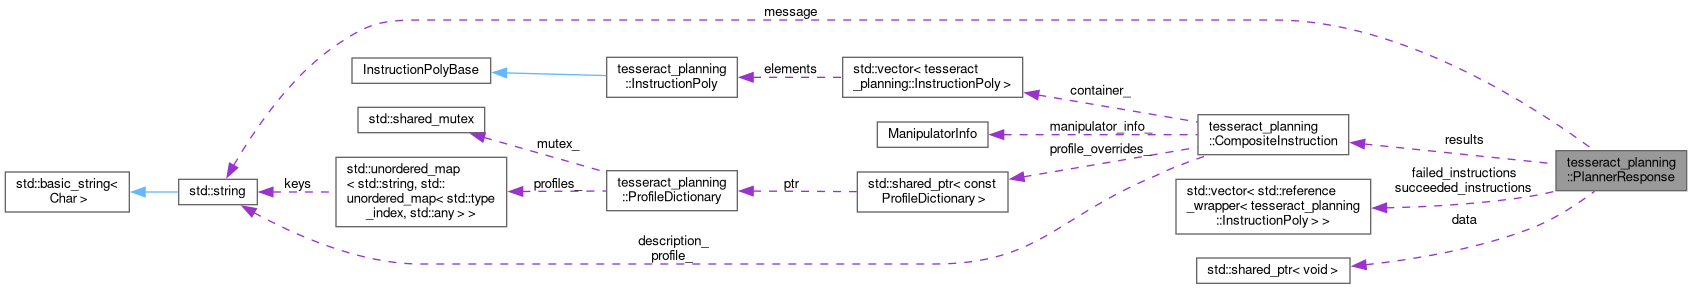 message
InstructionPolyBase
tesseract_planning
::InstructionPoly
elements
std::vector< tesseract
_planning::InstructionPoly >
container_
std::shared_mutex
mutex_
ManipulatorInfo
manipulator_info_
profile_overrides_
tesseract_planning
::CompositeInstruction
results
tesseract_planning
::PlannerResponse
std::basic_string<
Char >
std::string
keys
std::unordered_map
< std::string, std::
unordered_map< std::type
_index, std::any > >
profiles_
tesseract_planning
::ProfileDictionary
ptr
std::shared_ptr< const
ProfileDictionary >
failed_instructions
succeeded_instructions
std::vector< std::reference
_wrapper< tesseract_planning
::InstructionPoly > >
data
description_
profile_
std::shared_ptr< void >